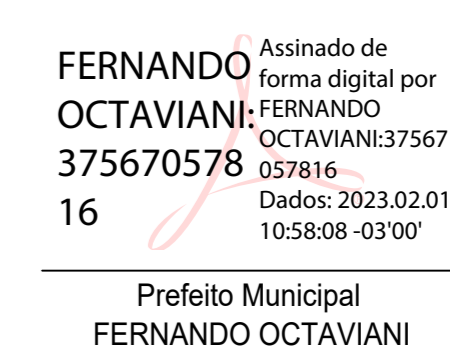 FERNANDO
OCTAVIANI:
375670578
16
Assinado de
forma digital por
FERNANDO
OCTAVIANI:37567
057816
Dados: 2023.02.01
10:58:08 -03'00'
Prefeito Municipal
FERNANDO OCTAVIANI